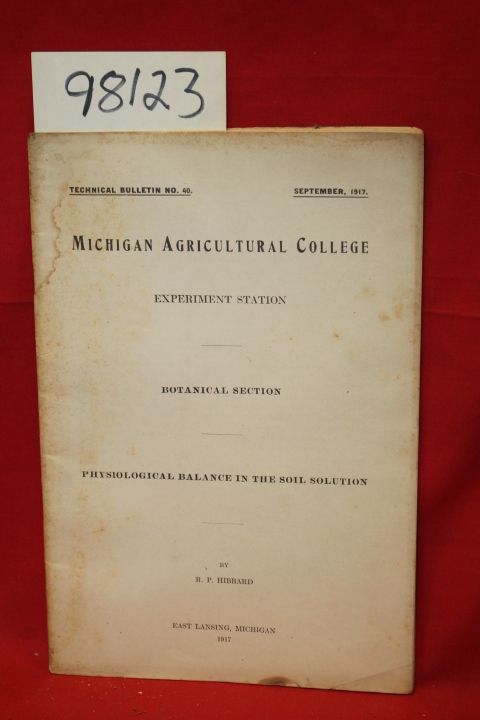 98123
TECHNICAL BULLETIN NO. 40. SEPTEMBER, 1917.
MICHIGAN AGRICULTURAL COLLEGE
EXPERIMENT STATION
BOTANICAL SECTION
PHYSIOLOGICAL BALANCE IN THE SOIL SOLUTION
BY
R. P. HIBBARD
EAST LANSING, MICHIGAN
1917